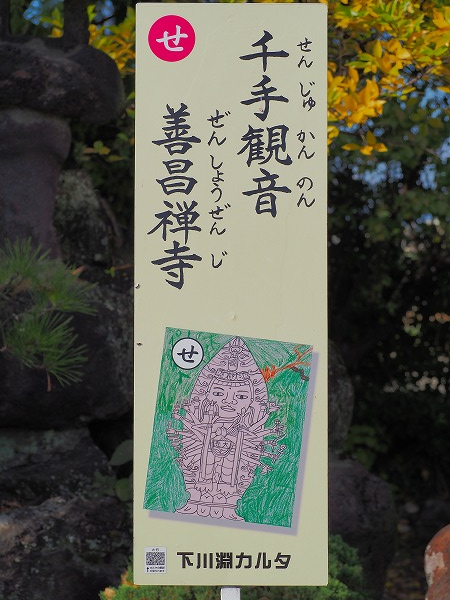 せ
千手観音
せんじゅかんのん
善昌禅寺
ぜんしょうぜんじ
せ
下川淵カルタ